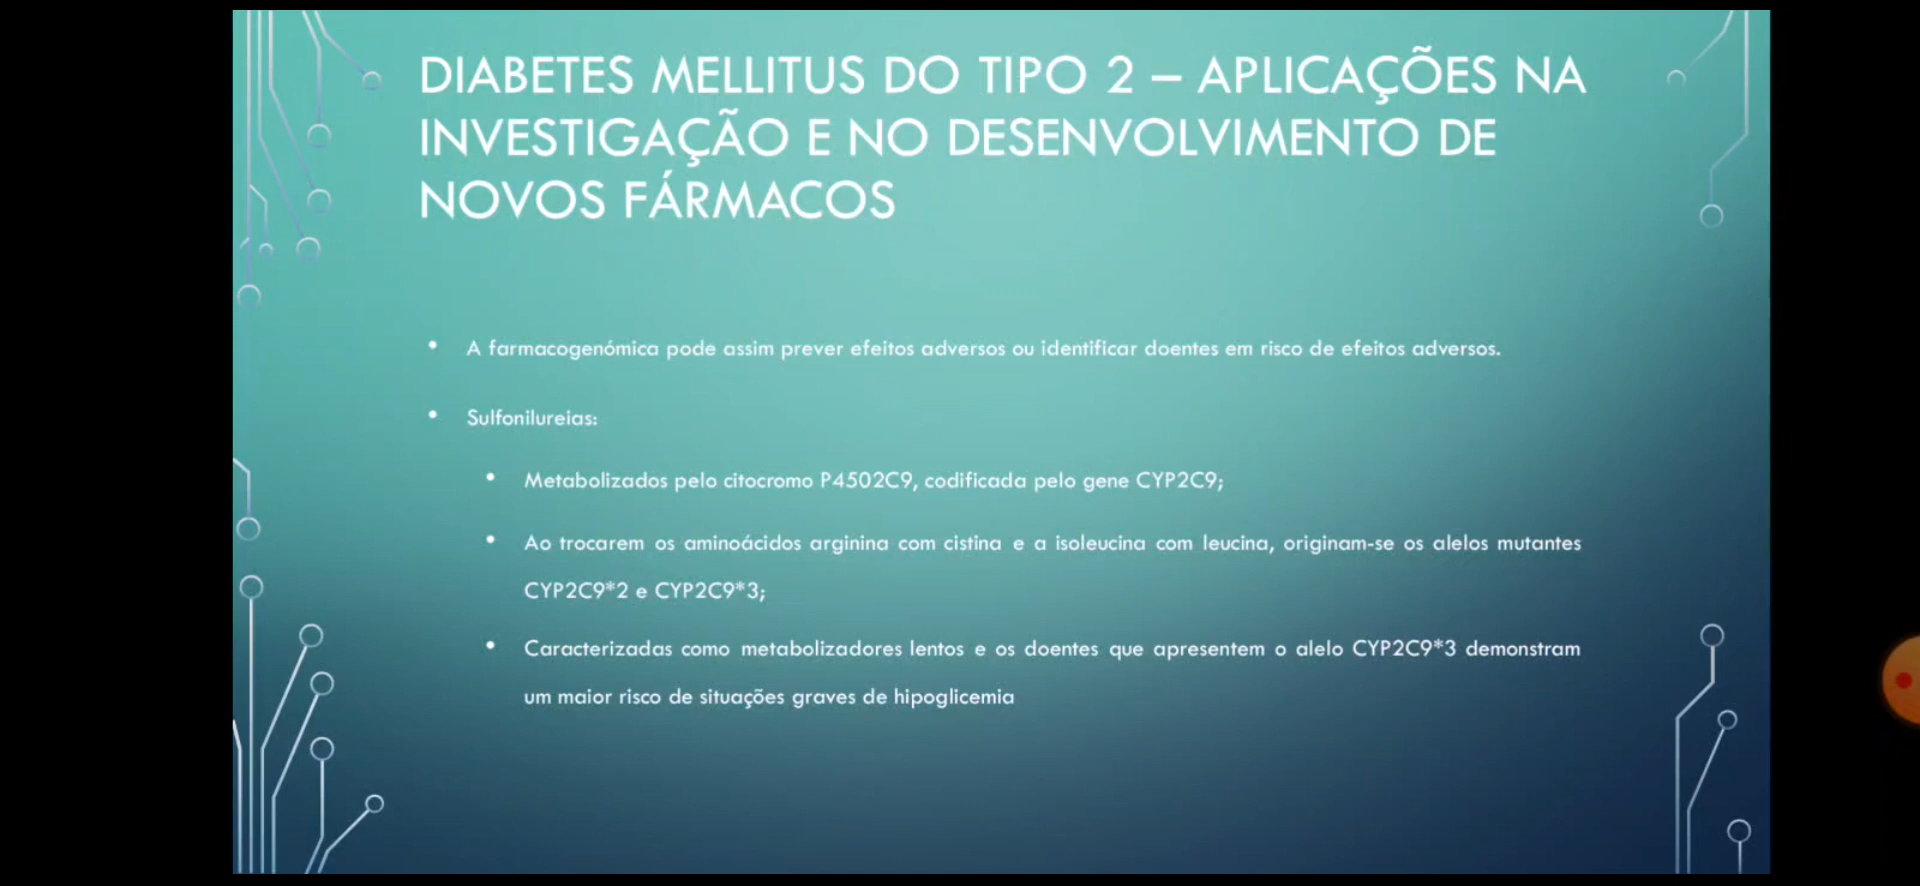 DIABETES MELLITUS DO TIPO 2 – APLICAÇÕES NA
INVESTIGAÇÃO E NO DESENVOLVIMENTO DE
NOVOS FÁRMACOS
• A farmacogenómica pode assim prever efeitos adversos ou identificar doentes em risco de efeitos adversos.
• Sulfonilureias:
• Metabolizados pelo citocromo P4502C9, codificada pelo gene CYP2C9;
• Ao trocarem os aminoácidos arginina com cistina e a isoleucina com leucina, originam-se os alelos mutantes
CYP2C9*2 e CYP2C9*3;
• Caracterizadas como metabolizadores lentos e os doentes que apresentem o alelo CYP2C9*3 demonstram
um maior risco de situações graves de hipoglicemia